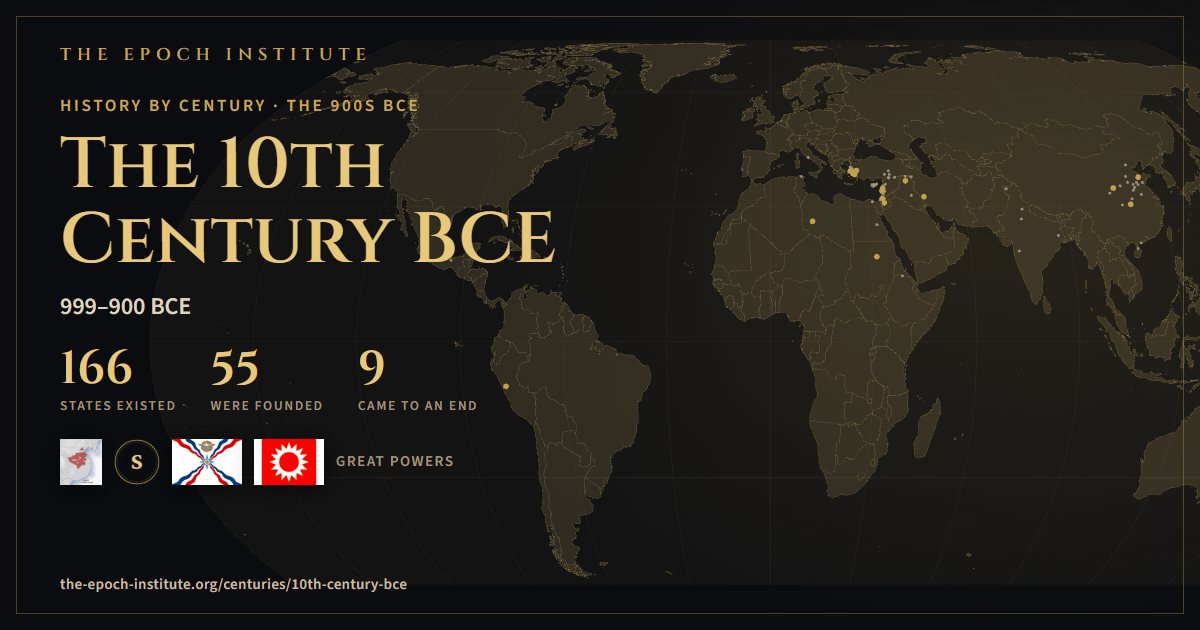 THE EPOCH INSTITUTE
HISTORY BY CENTURY · THE 900S BCE
The 10th
Century BCE
999–900 BCE
166 55 9
STATES EXISTED WERE FOUNDED CAME TO AN END
S GREAT POWERS
the-epoch-institute.org/centuries/10th-century-bce